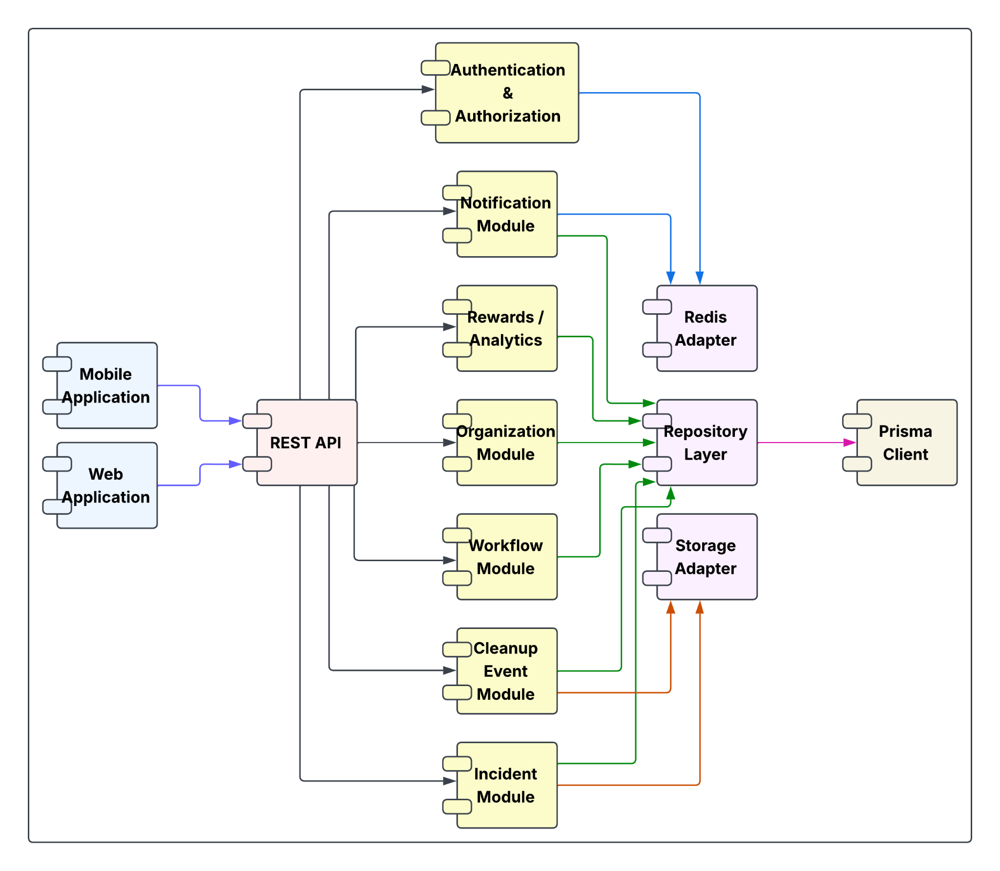 Authentication
&
Authorization
Notification
Module
Rewards /
Analytics
Redis
Adapter
Mobile
Application
Web
Application
REST API
Organization
Module
Repository
Layer
Prisma
Client
Workflow
Module
Storage
Adapter
Cleanup
Event
Module
Incident
Module